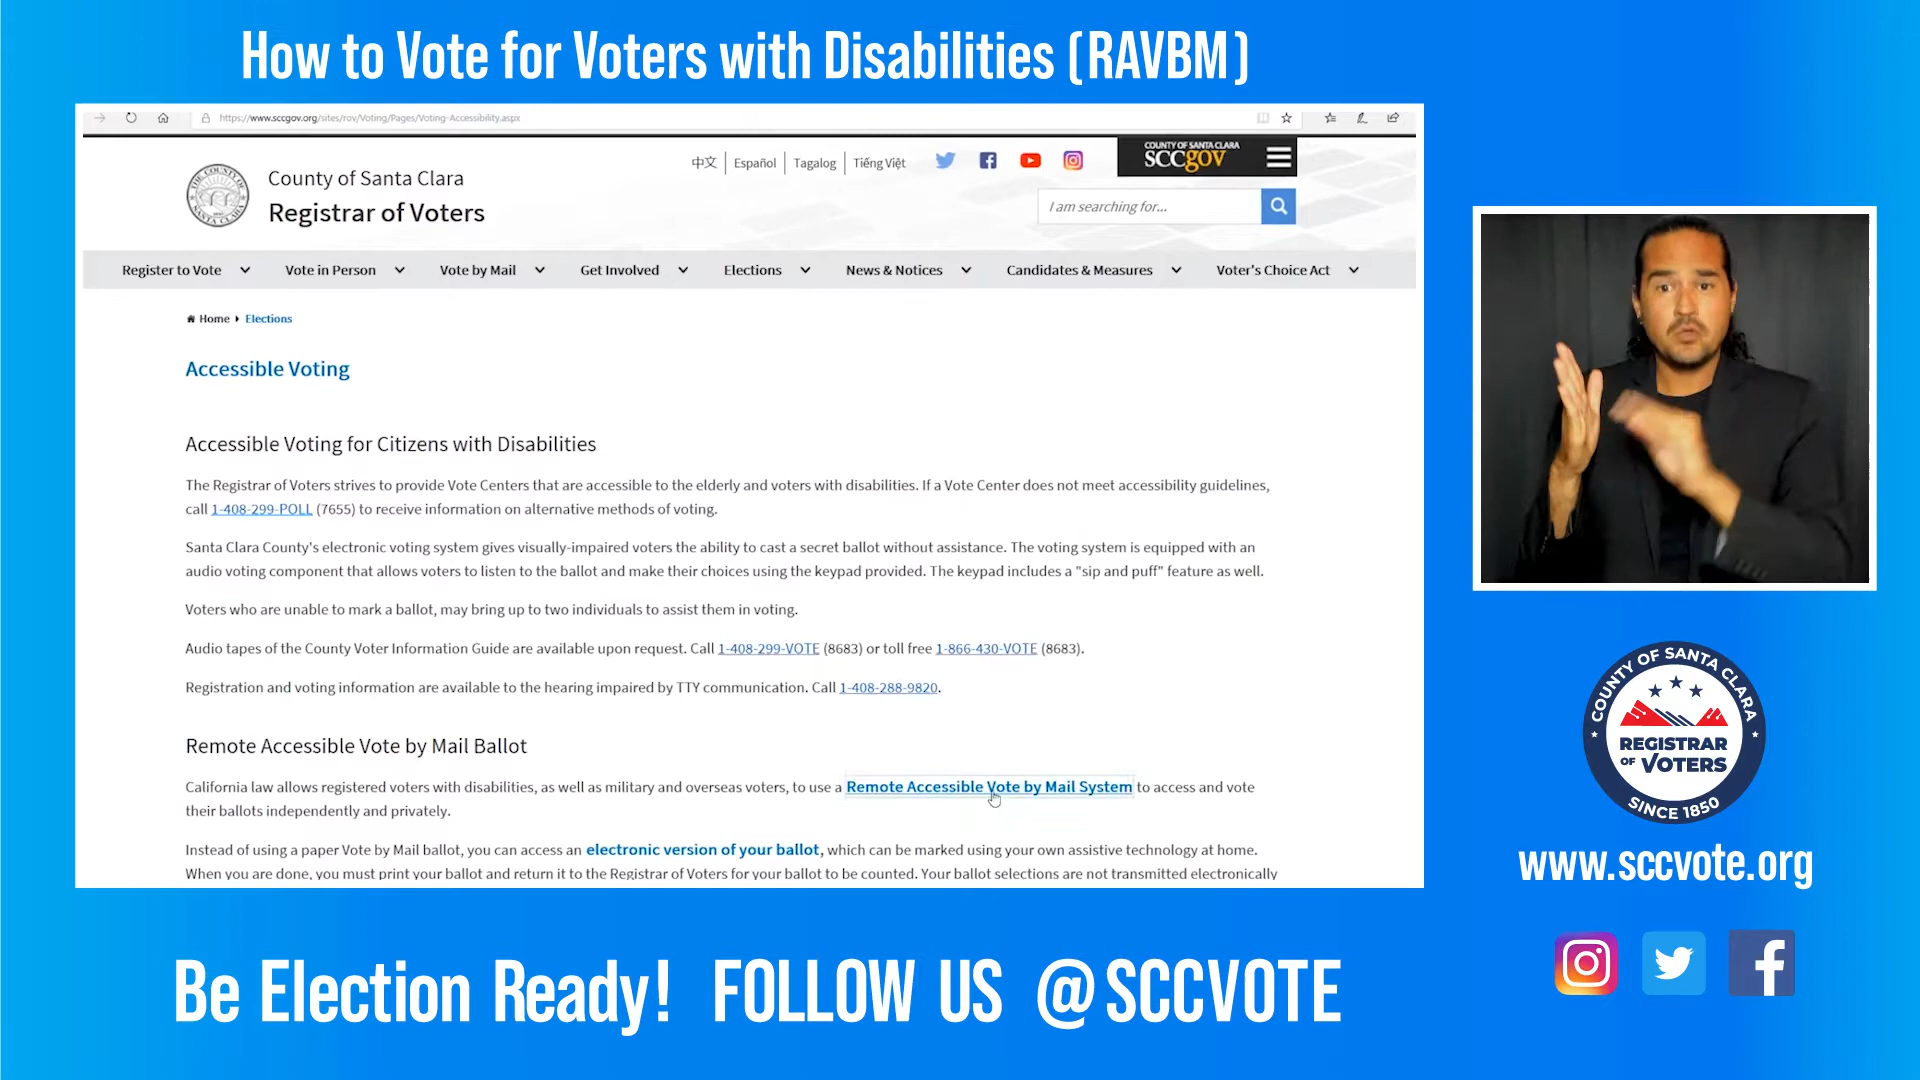 How to Vote for Voters with Disabilities (RAVBM)
https://www.sccgov.org/sites/rov/Voting/Pages/Voting-Accessibility.aspx
中文 Español Tagalog Tiếng Việt
COUNTY OF SANTA CLARA
SCCgov
THE COUNTY OF SANTA CLARA
County of Santa Clara
Registrar of Voters
I am searching for...
Register to Vote Vote in Person Vote by Mail Get Involved Elections News & Notices Candidates & Measures Voter's Choice Act
Home Elections
Accessible Voting
Accessible Voting for Citizens with Disabilities
The Registrar of Voters strives to provide Vote Centers that are accessible to the elderly and voters with disabilities. If a Vote Center does not meet accessibility guidelines,
call 1-408-299-POLL (7655) to receive information on alternative methods of voting.
Santa Clara County's electronic voting system gives visually-impaired voters the ability to cast a secret ballot without assistance. The voting system is equipped with an
audio voting component that allows voters to listen to the ballot and make their choices using the keypad provided. The keypad includes a "sip and puff" feature as well.
Voters who are unable to mark a ballot, may bring up to two individuals to assist them in voting.
Audio tapes of the County Voter Information Guide are available upon request. Call 1-408-299-VOTE (8683) or toll free 1-866-430-VOTE (8683).
Registration and voting information are available to the hearing impaired by TTY communication. Call 1-408-288-9820.
Remote Accessible Vote by Mail Ballot
California law allows registered voters with disabilities, as well as military and overseas voters, to use a Remote Accessible Vote by Mail System to access and vote
their ballots independently and privately.
Instead of using a paper Vote by Mail ballot, you can access an electronic version of your ballot, which can be marked using your own assistive technology at home.
When you are done, you must print your ballot and return it to the Registrar of Voters for your ballot to be counted. Your ballot selections are not transmitted electronically
COUNTY OF SANTA CLARA
REGISTRAR
OF VOTERS
SINCE 1850
www.sccvote.org
Be Election Ready! FOLLOW US @SCCVOTE